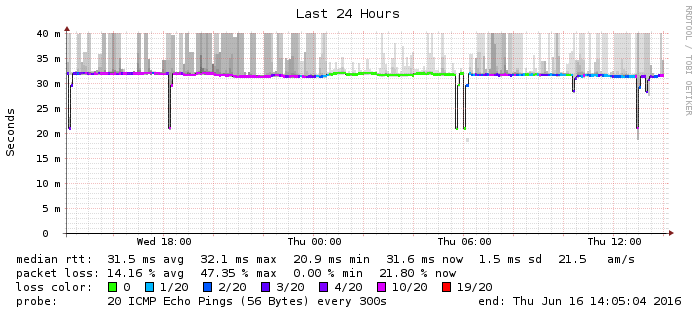 Last 24 Hours
RRDTOOL / TOBI OETIKER
Seconds
40 m
35 m
30 m
25 m
20 m
15 m
10 m
5 m
0
Wed 18:00 Thu 00:00 Thu 06:00 Thu 12:00
median rtt: 31.5 ms avg 32.1 ms max 20.9 ms min 31.6 ms now 1.5 ms sd 21.5 am/s
packet loss: 14.16 % avg 47.35 % max 0.00 % min 21.80 % now
loss color: 0 1/20 2/20 3/20 4/20 10/20 19/20
probe: 20 ICMP Echo Pings (56 Bytes) every 300s end: Thu Jun 16 14:05:04 2016